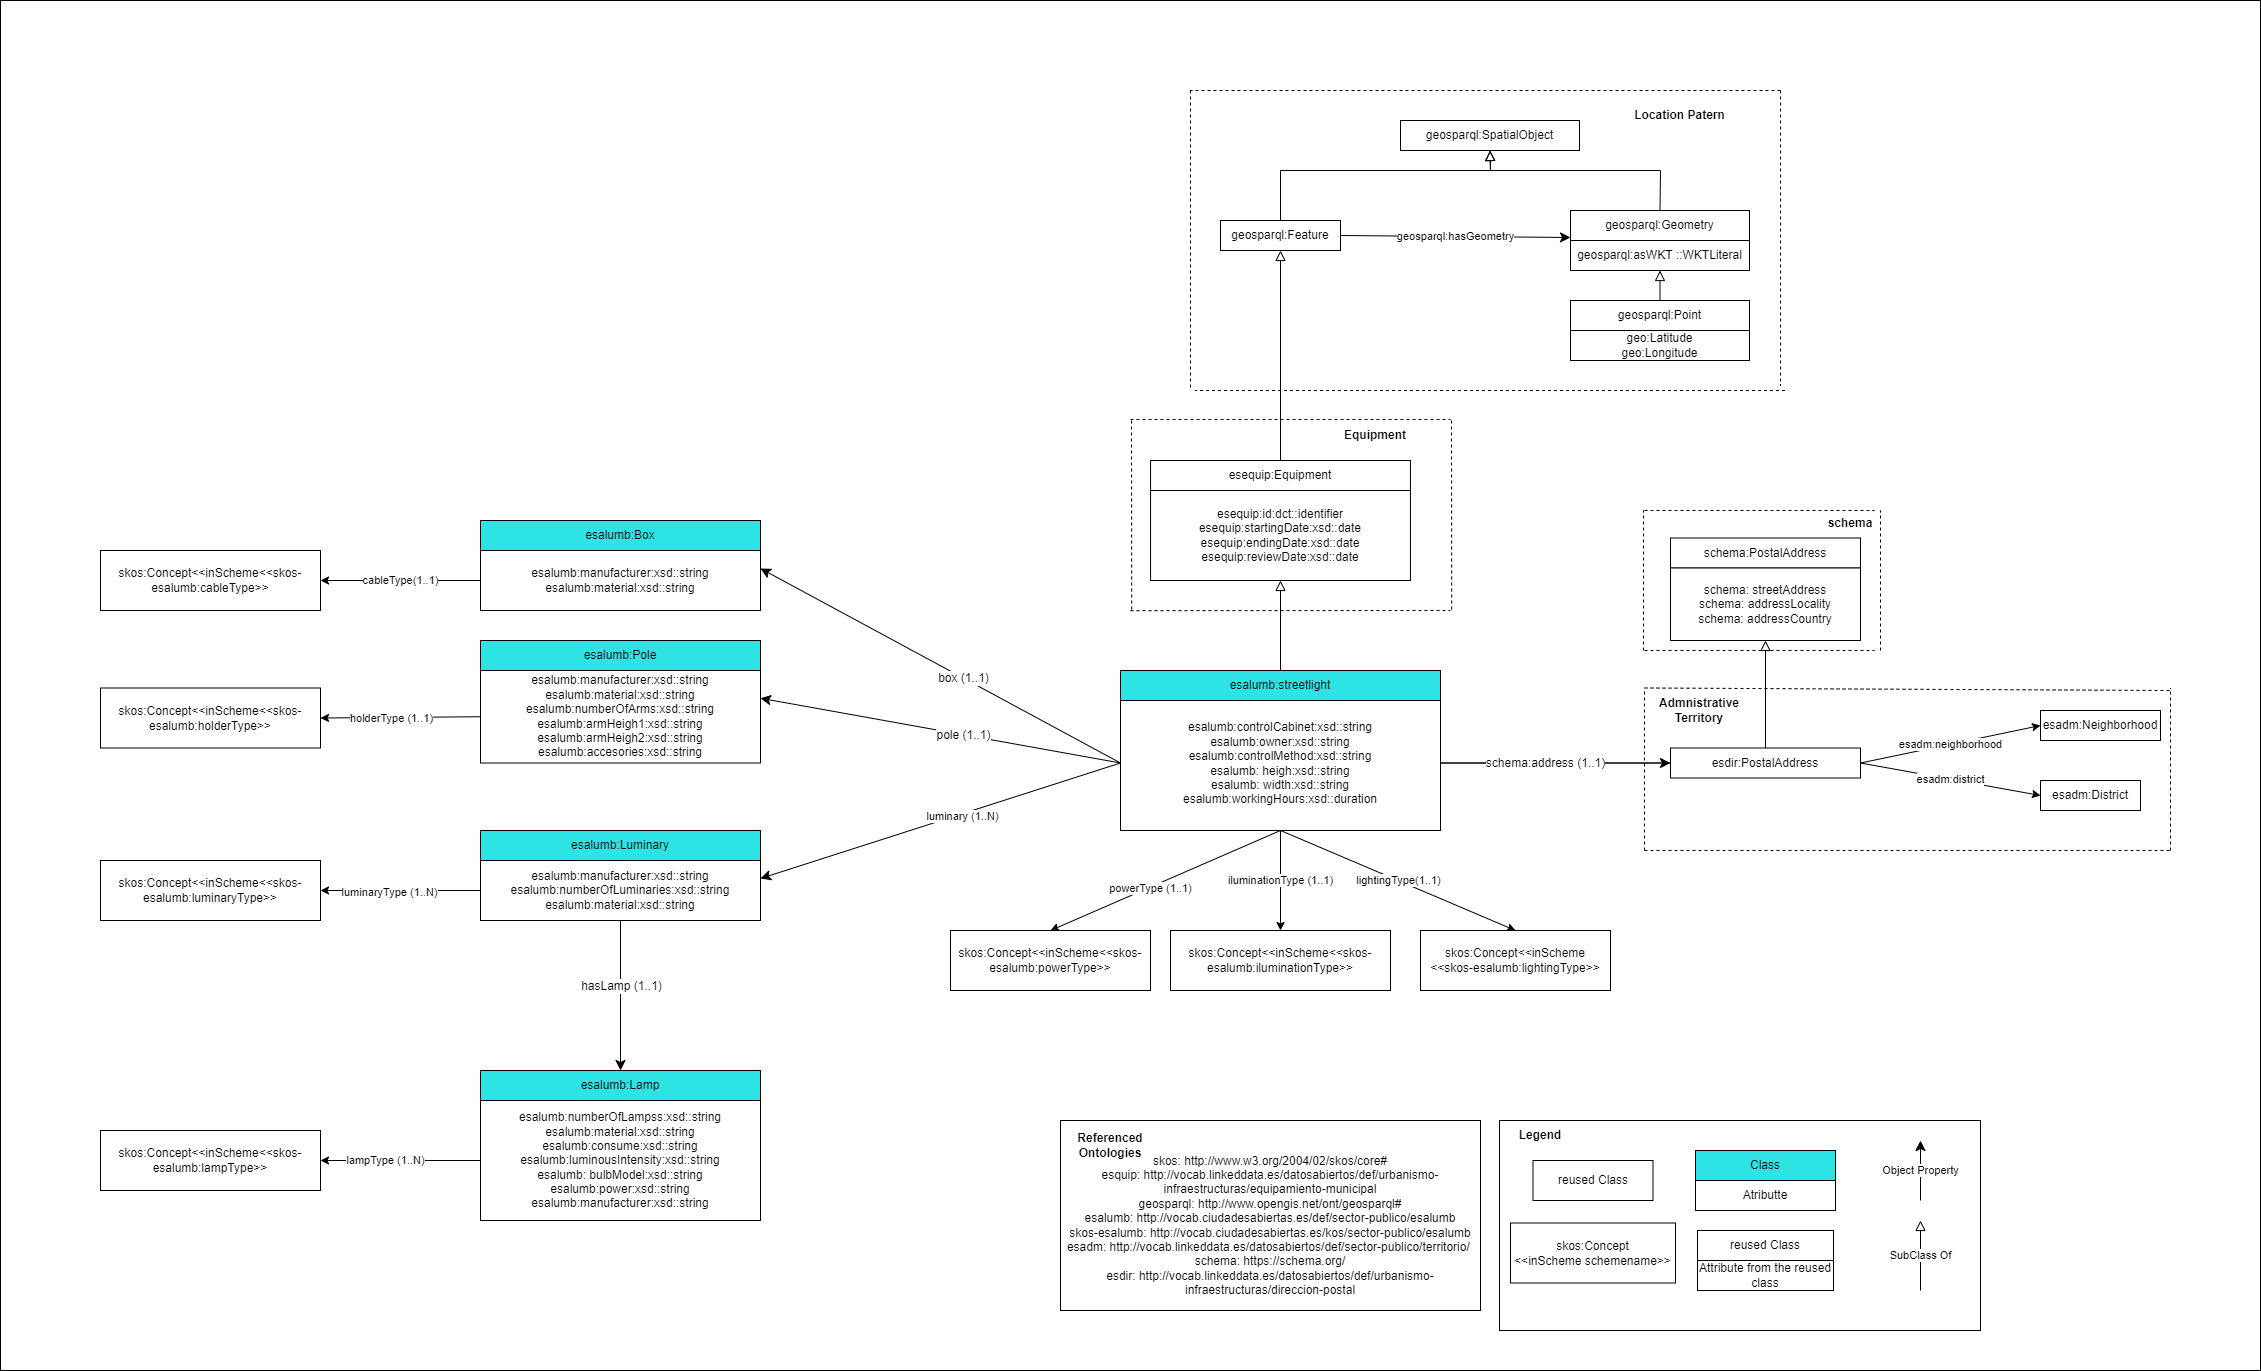 Location Patern
geosparql:SpatialObject
geosparql:Feature
geosparql:hasGeometry
geosparql:Geometry
geosparql:asWKT ::WKTLiteral
geosparql:Point
geo:Latitude
geo:Longitude
Equipment
esequip:Equipment
esequip:id:dct::identifier
esequip:startingDate:xsd::date
esequip:endingDate:xsd::date
esequip:reviewDate:xsd::date
schema
schema:PostalAddress
schema: streetAddress
schema: addressLocality
schema: addressCountry
esalumb:Box
esalumb:manufacturer:xsd::string
esalumb:material:xsd::string
cableType(1..1)
skos:Concept<<inScheme<<skos-
esalumb:cableType>>
esalumb:Pole
esalumb:manufacturer:xsd::string
esalumb:material:xsd::string
esalumb:numberOfArms:xsd::string
esalumb:armHeigh1:xsd::string
esalumb:armHeigh2:xsd::string
esalumb:accesories:xsd::string
holderType (1..1)
skos:Concept<<inScheme<<skos-
esalumb:holderType>>
box (1..1)
pole (1..1)
luminary (1..N)
esalumb:streetlight
esalumb:controlCabinet:xsd::string
esalumb:owner:xsd::string
esalumb:controlMethod:xsd::string
esalumb: heigh:xsd::string
esalumb: width:xsd::string
esalumb:workingHours:xsd::duration
schema:address (1..1)
Admnistrative
Territory
esdir:PostalAddress
esadm:neighborhood
esadm:Neighborhood
esadm:district
esadm:District
esalumb:Luminary
esalumb:manufacturer:xsd::string
esalumb:numberOfLuminaries:xsd::string
esalumb:material:xsd::string
luminaryType (1..N)
skos:Concept<<inScheme<<skos-
esalumb:luminaryType>>
powerType (1..1)
iluminationType (1..1)
lightingType(1..1)
skos:Concept<<inScheme<<skos-
esalumb:powerType>>
skos:Concept<<inScheme<<skos-
esalumb:iluminationType>>
skos:Concept<<inScheme
<<skos-esalumb:lightingType>>
hasLamp (1..1)
esalumb:Lamp
esalumb:numberOfLampss:xsd::string
esalumb:material:xsd::string
esalumb:consume:xsd::string
esalumb:luminousIntensity:xsd::string
esalumb: bulbModel:xsd::string
esalumb:power:xsd::string
esalumb:manufacturer:xsd::string
lampType (1..N)
skos:Concept<<inScheme<<skos-
esalumb:lampType>>
Referenced
Ontologies
skos: http://www.w3.org/2004/02/skos/core#
esquip: http://vocab.linkeddata.es/datosabiertos/def/urbanismo-
infraestructuras/equipamiento-municipal
geosparql: http://www.opengis.net/ont/geosparql#
esalumb: http://vocab.ciudadesabiertas.es/def/sector-publico/esalumb
skos-esalumb: http://vocab.ciudadesabiertas.es/kos/sector-publico/esalumb
esadm: http://vocab.linkeddata.es/datosabiertos/def/sector-publico/territorio/
schema: https://schema.org/
esdir: http://vocab.linkeddata.es/datosabiertos/def/urbanismo-
infraestructuras/direccion-postal
Legend
reused Class
Class
Atributte
Object Property
skos:Concept
<<inScheme schemename>>
reused Class
Attribute from the reused
class
SubClass Of